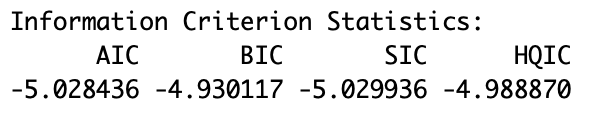 Information Criterion Statistics:
      AIC       BIC       SIC      HQIC
-5.028436 -4.930117 -5.029936 -4.988870